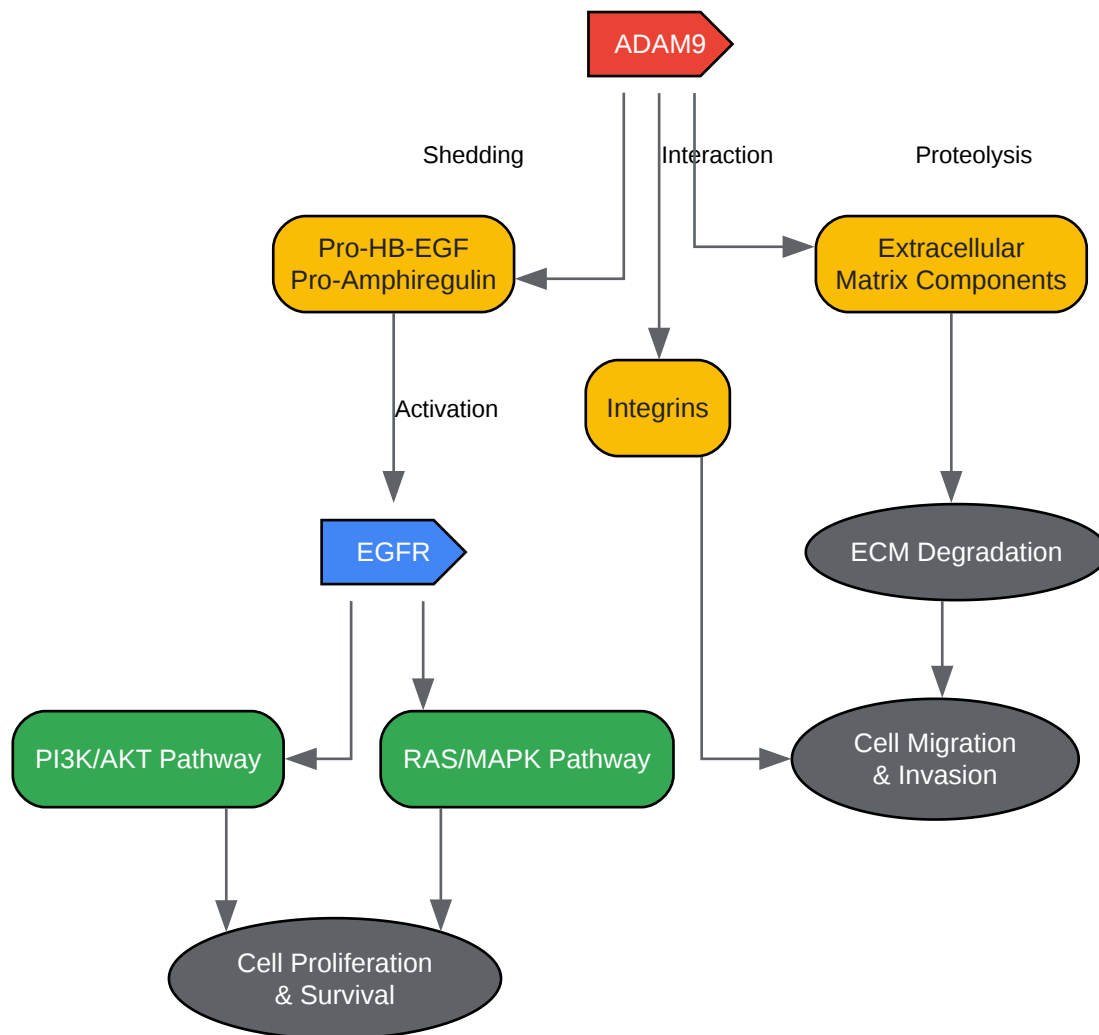 ADAM9
Shedding
Interaction
Proteolysis
Pro-HB-EGF
Pro-Amphiregulin
Extracellular
Matrix Components
Activation
Integrins
EGFR
ECM Degradation
PI3K/AKT Pathway
RAS/MAPK Pathway
Cell Migration
& Invasion
Cell Proliferation
& Survival